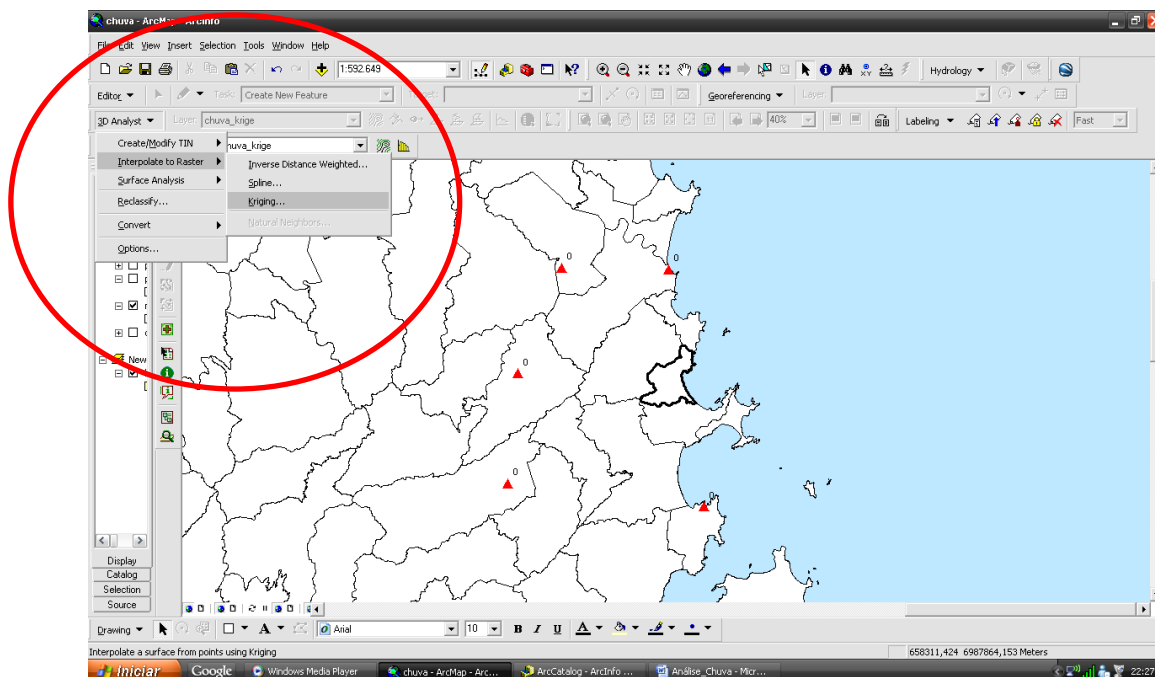 chuva - ArcMap - ArcInfo
File Edit View Insert Selection Tools Window Help
1:592.649 Hydrology
Editor Task: Create New Feature Georeferencing Layer:
3D Analyst Layer: chuva_krige 40% Labeling Fast
chuva_krige
Create/Modify TIN
Interpolate to Raster
Surface Analysis
Reclassify...
Convert
Options...
Inverse Distance Weighted...
Spline...
Kriging...
Natural Neighbors...
0
0
0
0
0
New
Display
Catalog
Selection
Source
Drawing Arial 10 B I U A
Interpolate a surface from points using Kriging 658311,424 6987864,153 Meters
Iniciar Google Windows Media Player chuva - ArcMap - Arc... ArcCatalog - ArcInfo ... Análise_Chuva - Micr... 22:27